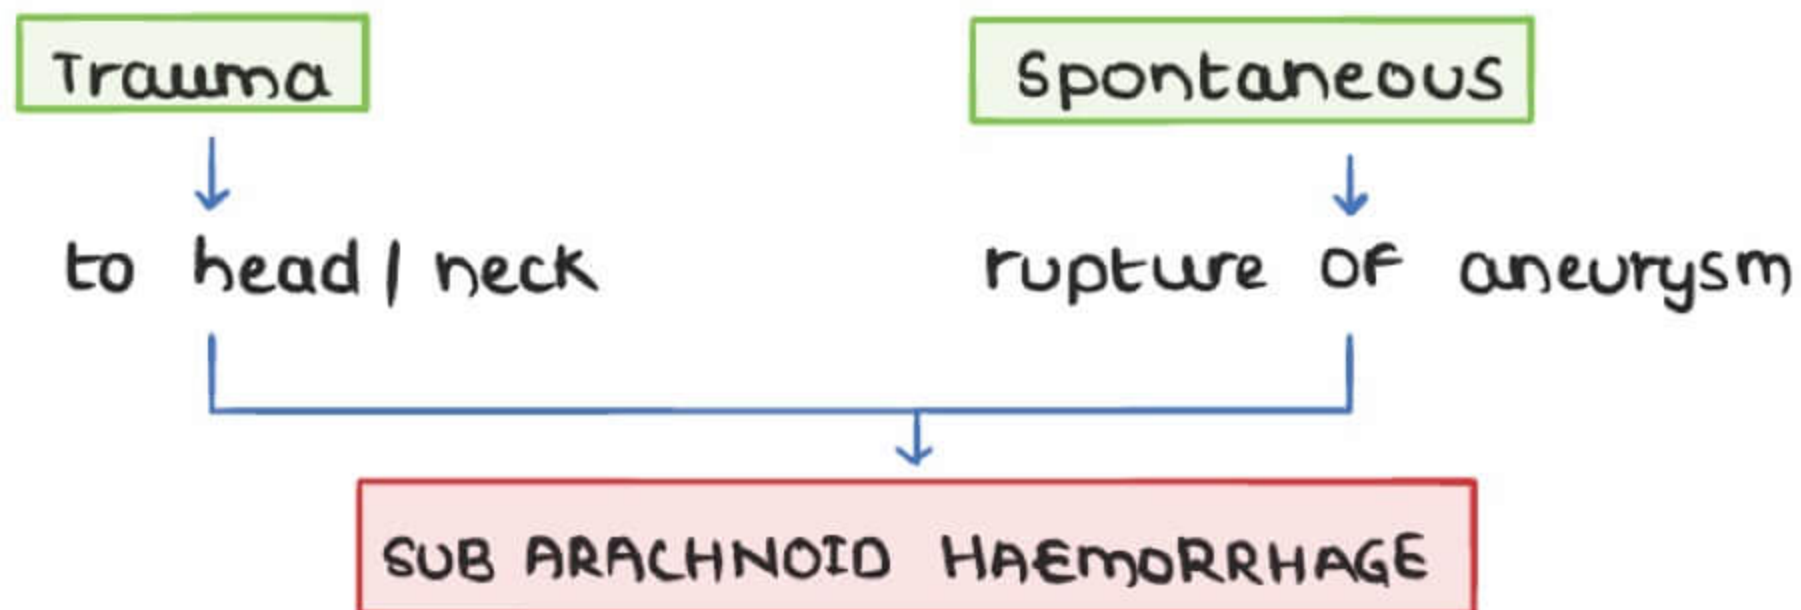 Trauma
Spontaneous
to head / neck
rupture OF aneurysm
SUB ARACHNOID HAEMORRHAGE